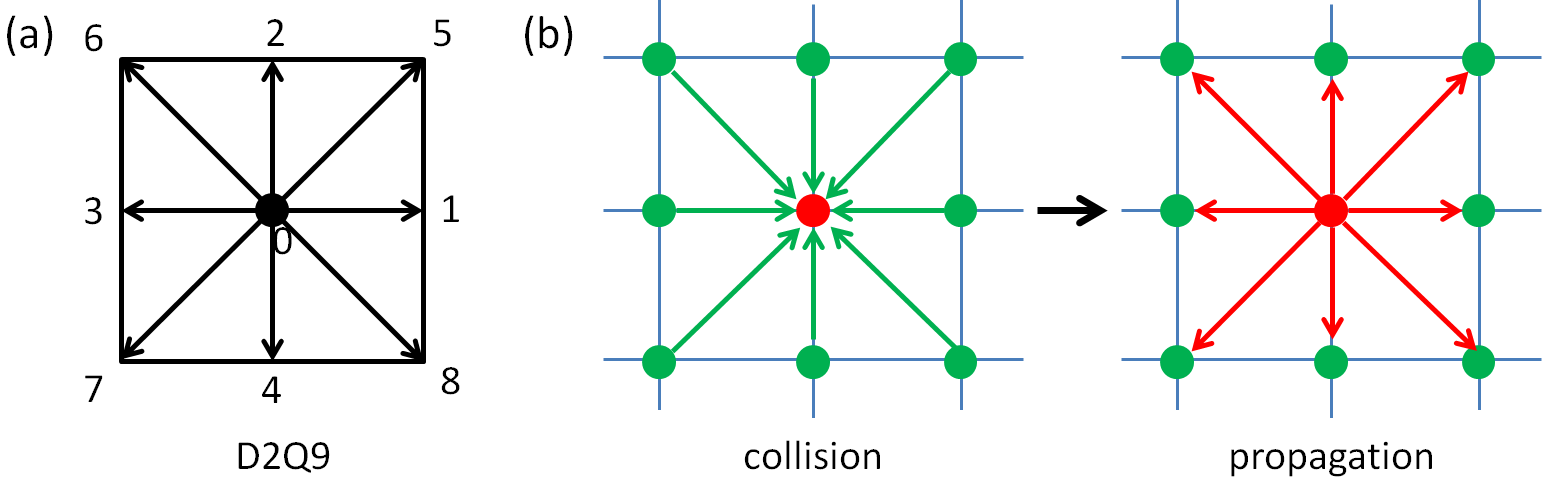 (a)
6 2 5
3 0 1
7 4 8
D2Q9
(b)
collision
propagation